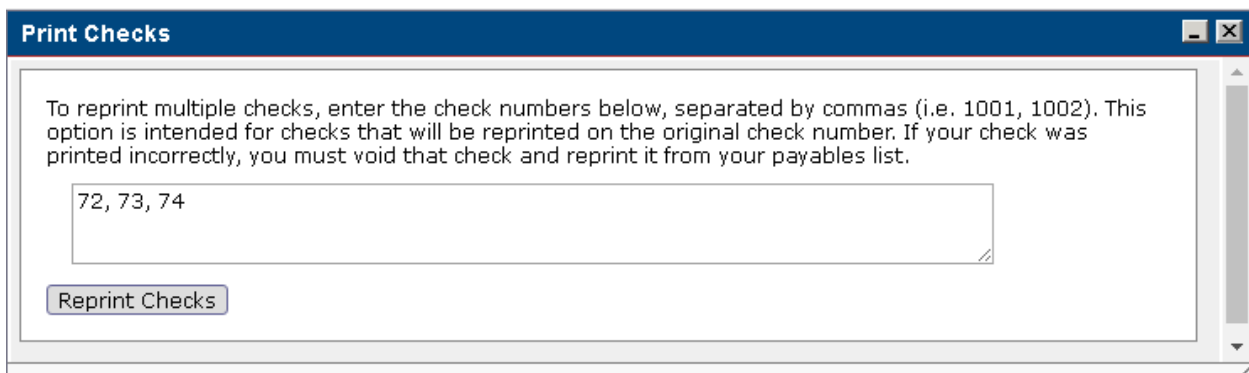 Print Checks
To reprint multiple checks, enter the check numbers below, separated by commas (i.e. 1001, 1002). This
option is intended for checks that will be reprinted on the original check number. If your check was
printed incorrectly, you must void that check and reprint it from your payables list.
72, 73, 74
Reprint Checks